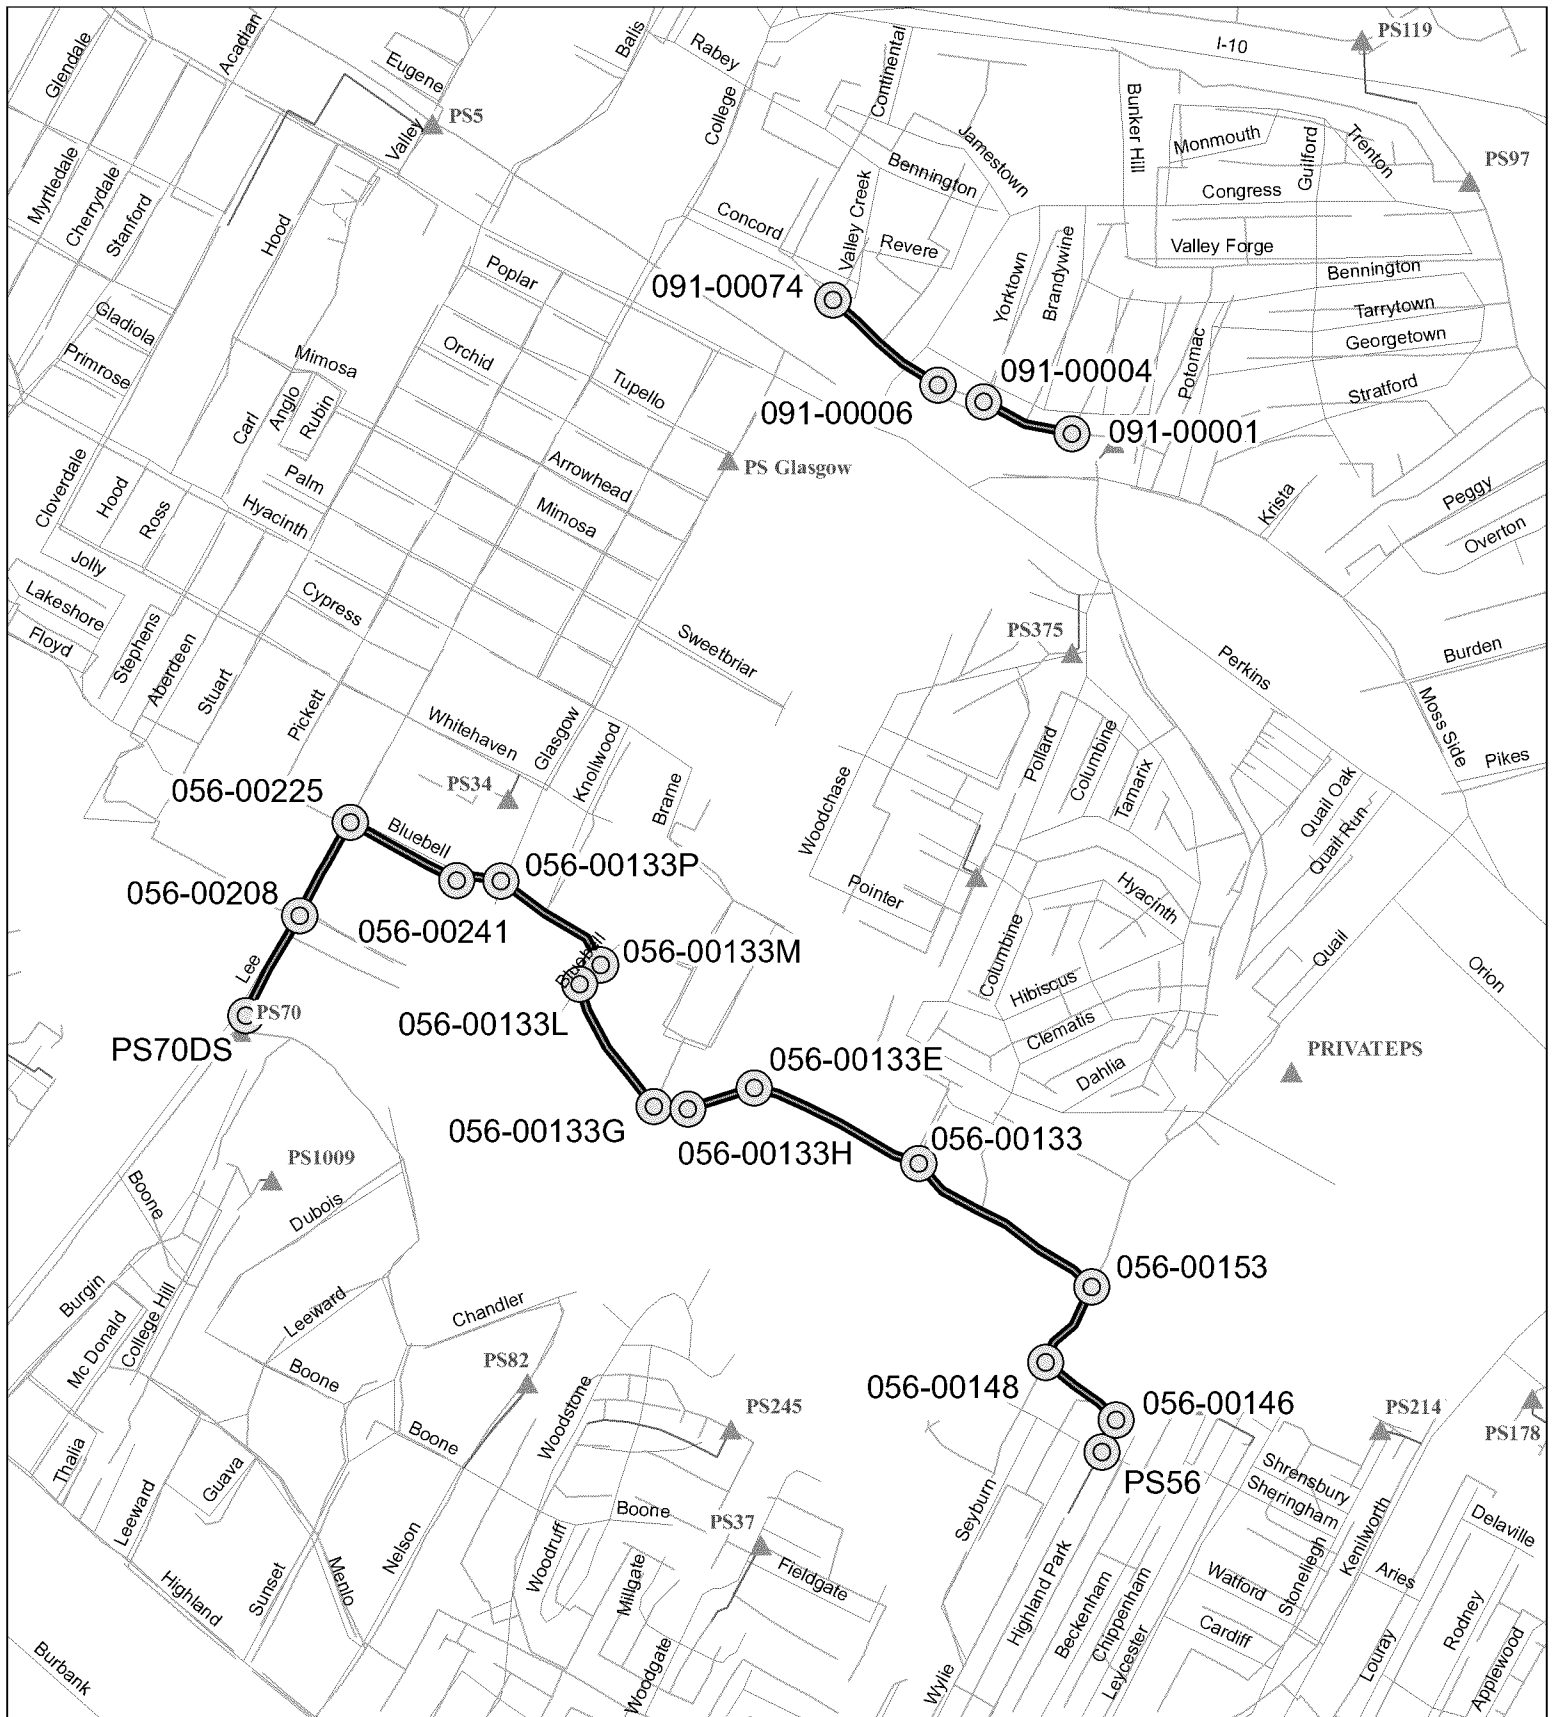 Glendale
Acadian
Eugene
Balis
Rabey
Continental
I-10
PS119
PS5
Valley
College
Bunker Hill
Monmouth
Guilford
Trenton
PS97
Jamestown
Bennington
Congress
Myrtledale
Cherrydale
Stanford
Hood
Concord
Valley Creek
Revere
Valley Forge
Yorktown
Brandywine
Bennington
Poplar
091-00074
Tarrytown
Gladiola
Georgetown
Primrose
Mimosa
Orchid
Tupello
091-00004
Potomac
Stratford
Carl
Anglo
Rubin
091-00006
091-00001
PS Glasgow
Cloverdale
Hood
Ross
Palm
Hyacinth
Arrowhead
Mimosa
Krista
Peggy
Overton
Jolly
Lakeshore
Floyd
Cypress
Stephens
Aberdeen
Stuart
Pickett
Sweetbriar
PS375
Perkins
Burden
Moss Side
Pikes
Whitehaven
Glasgow
Knollwood
Brame
PS34
056-00225
Pollard
Columbine
Tamarix
Woodchase
Quail Oak
Quail Run
Bluebell
056-00133P
Pointer
Hyacinth
056-00208
056-00241
Columbine
056-00133M
Bluebell
Lee
Quail
Orion
Hibiscus
PS70
056-00133L
Clematis
PS70DS
056-00133E
Dahlia
PRIVATEPS
056-00133G
056-00133H
056-00133
PS1009
Boone
Dubois
056-00153
Burgin
Mc Donald
College Hill
Leeward
Chandler
Boone
PS82
056-00148
056-00146
PS245
PS214
PS178
Woodstone
Boone
Thalia
Leeward
Guava
PS56
Shrensbury
Sheringham
Seyburn
Boone
PS37
Kenilworth
Delaville
Nelson
Woodruff
Millgate
Fieldgate
Highland Park
Beckenham
Chippenham
Leycester
Watford
Stoneliegh
Aries
Highland
Sunset
Menlo
Cardiff
Rodney
Louray
Applewood
Burbank
Woodgate
Wylie